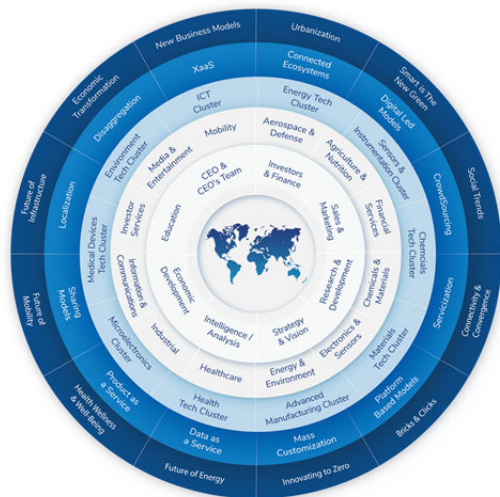 New Business Models
Urbanization
Smart is The
New Green
Social Trends
Connectivity &
Convergence
Bricks & Clicks
Innovating to Zero
Future of Energy
Health Wellness
& Well-Being
Future of
Mobility
Future of
Infrastructure
Economic
Transformation
XaaS
Connected
Ecosystems
Digital Led
Models
CrowdSourcing
Servicization
Platform
Based Models
Mass
Customization
Data as
a Service
Product as
a Service
Sharing
Models
Localization
Disaggregation
ICT
Cluster
Energy Tech
Cluster
Sensors &
Instrumentation Cluster
Chemcials
Tech Cluster
Materials
Tech Cluster
Advanced
Manufacturing Cluster
Health
Tech Cluster
Microelectronics
Cluster
Medical Devices
Tech Cluster
Environment
Tech Cluster
Mobility
Aerospace &
Defense
Agriculture &
Nutrition
Financial
Services
Chemicals &
Materials
Electronics &
Sensors
Energy &
Environment
Healthcare
Industrial
Information &
Communications
Investor
Services
Media &
Entertainment
CEO &
CEO's Team
Investors
& Finance
Sales &
Marketing
Research &
Development
Strategy
& Vision
Intelligence /
Analysis
Economic
Development
Education